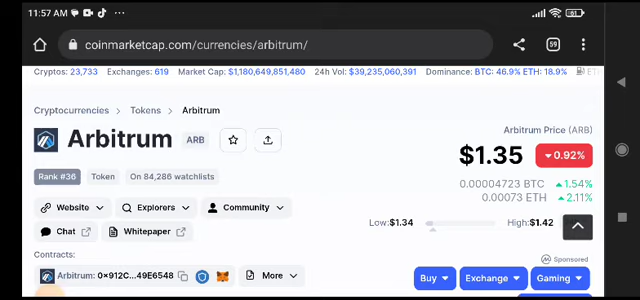 11:57 AM
59
61
coinmarketcap.com/currencies/arbitrum/
Cryptos: 23,733 Exchanges: 619 Market Cap: $1,180,649,851,480 24h Vol: $39,235,060,391 Dominance: BTC: 46.9% ETH: 18.9%
Cryptocurrencies > Tokens > Arbitrum
Arbitrum ARB
Arbitrum Price (ARB)
$1.35 0.92%
Rank #36 Token On 84,286 watchlists
0.00004723 BTC 1.54%
0.00073 ETH 2.11%
Website Explorers Community
Low: $1.34 High: $1.42
Chat Whitepaper
Contracts:
Sponsored
Arbitrum: 0x912C...49E6548 More
Buy Exchange Gaming